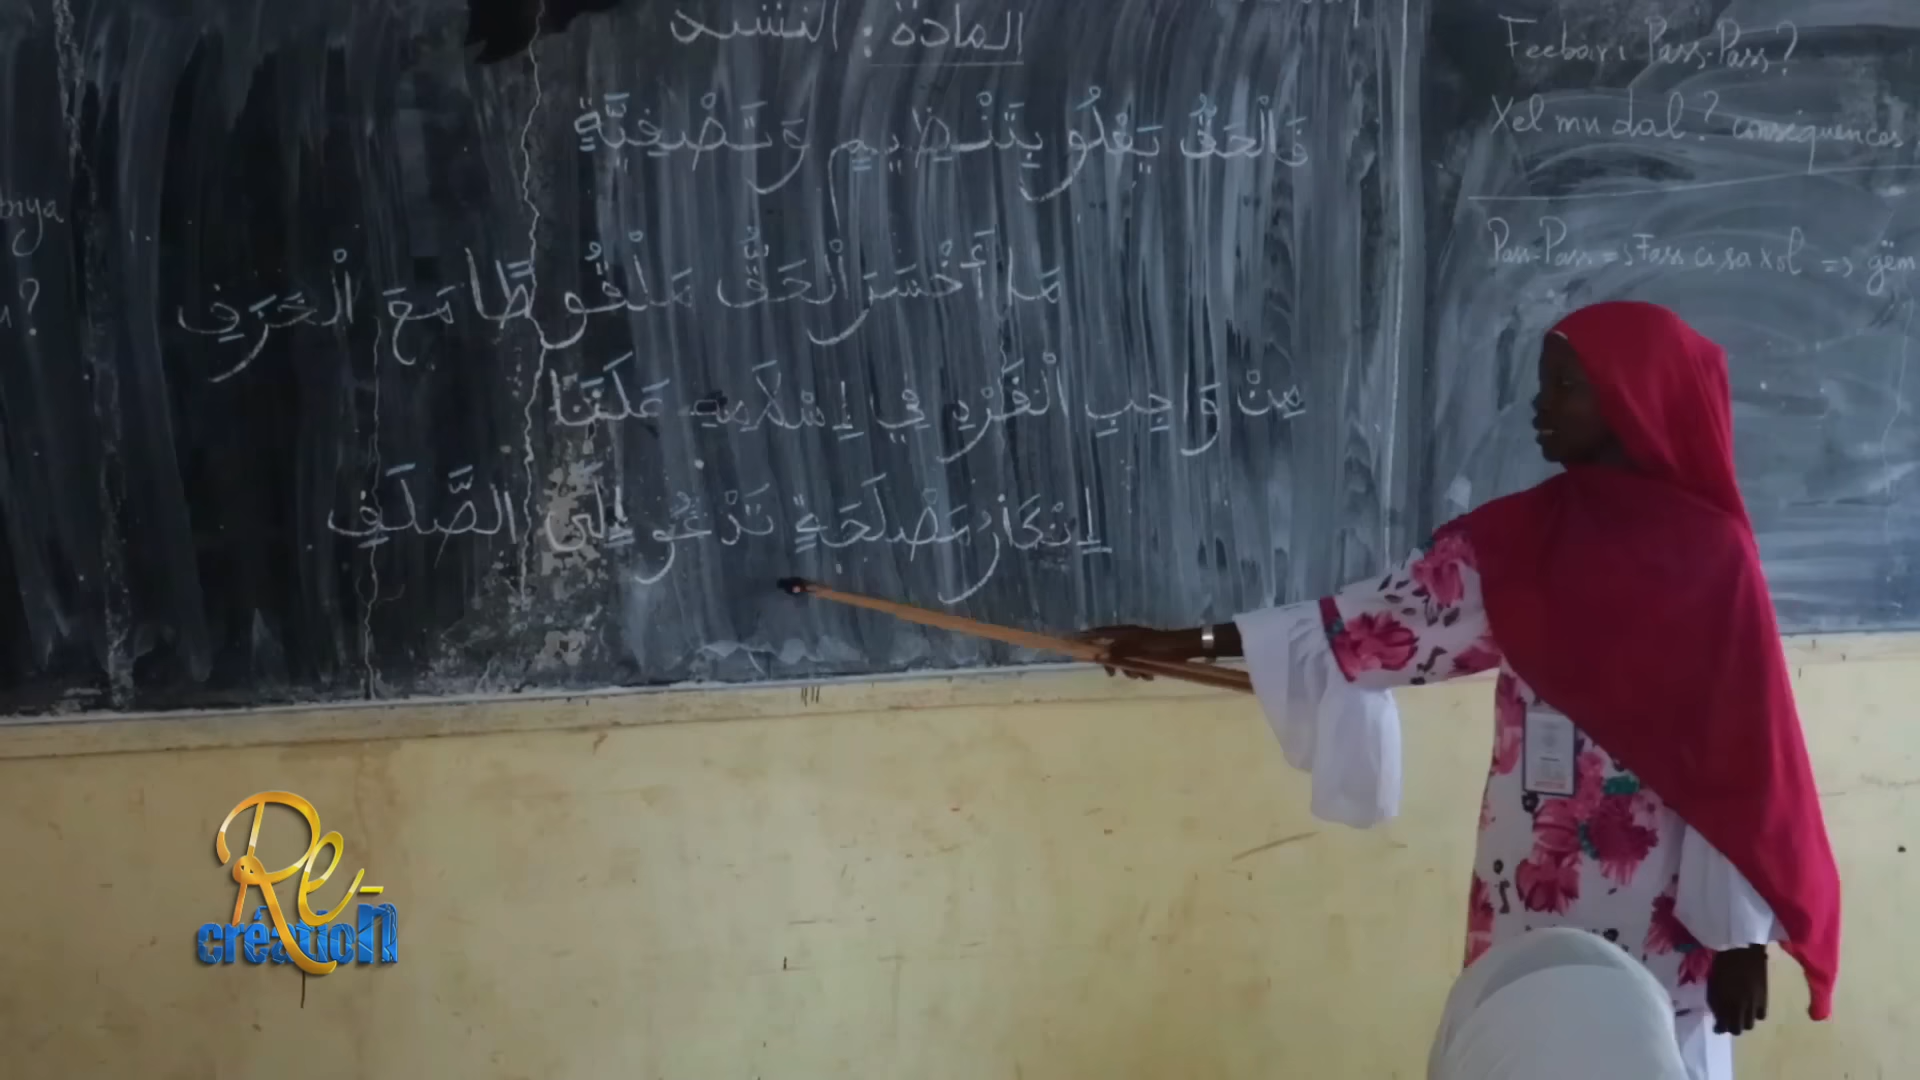 المادة : النشيد
فَالْحَقُّ يَعْلُو بِتَنْظِيمٍ وَتَصْفِيَّةٍ
مَا أَخْسَرَ الْحَقَّ مَلْقُوطًا مَعَ الْخَرَفِ
مِنْ وَاجِبِ الْفَرْدِ فِي إِسْلَامِهِ عَلَنًا
إِنْكَارُ مَصْلَحَةٍ تَدْعُو إِلَى الصَّلَفِ
Feebar : Pass-Pass?
Xel mu dal? conséquences
Pass-Pass => Fass ci sa xol => gëm
biya
?
Re-
création